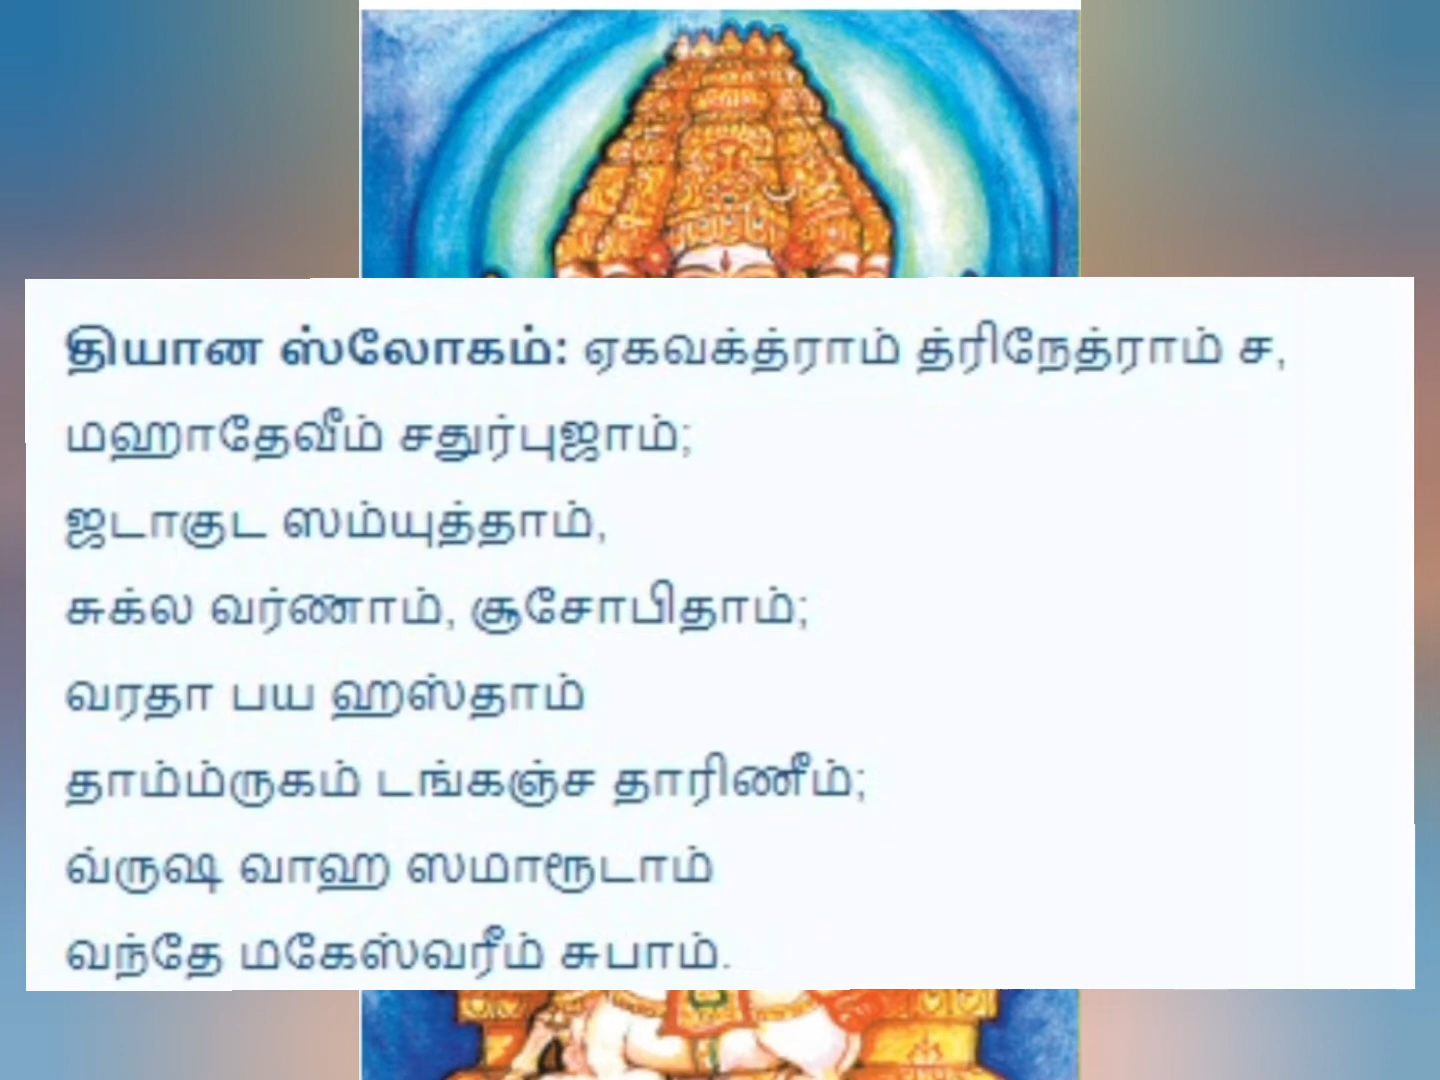 தியான ஸ்லோகம்: ஏகவக்த்ராம் த்ரிநேத்ராம் ச,
மஹாதேவீம் சதுர்புஜாம்;
ஜடாகுட ஸம்யுத்தாம்,
சுக்ல வர்ணாம், சூசோபிதாம்;
வரதா பய ஹஸ்தாம்
தாம்ம்ருகம் டங்கஞ்ச தாரிணீம்;
வ்ருஷ வாஹ ஸமாரூடாம்
வந்தே மகேஸ்வரீம் சுபாம்.